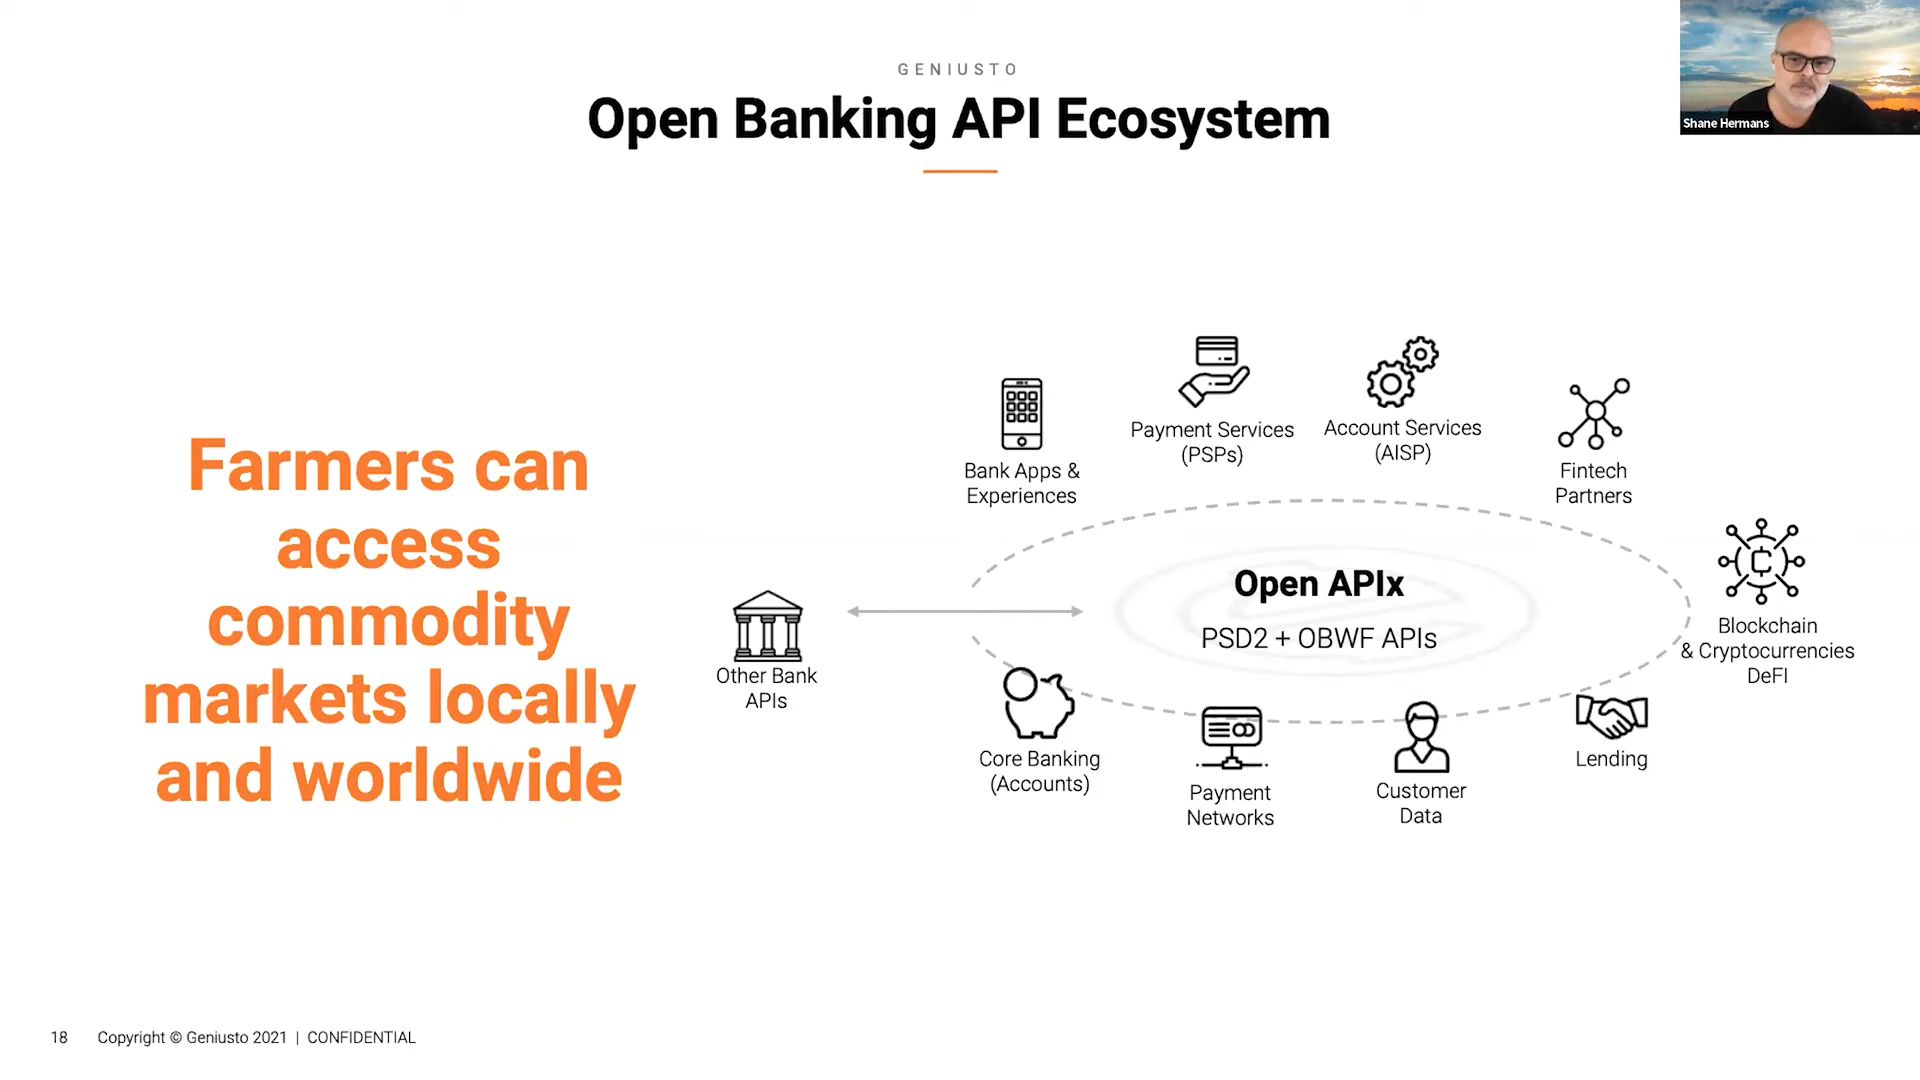 GENIUSTO
Open Banking API Ecosystem
Shane Hermans
Farmers can
access
commodity
markets locally
and worldwide
Bank Apps &
Experiences
Payment Services
(PSPs)
Account Services
(AISP)
Fintech
Partners
Open APIx
PSD2 + OBWF APIs
Other Bank
APIs
Blockchain
& Cryptocurrencies
DeFI
Core Banking
(Accounts)
Payment
Networks
Customer
Data
Lending
18 Copyright © Geniusto 2021 | CONFIDENTIAL